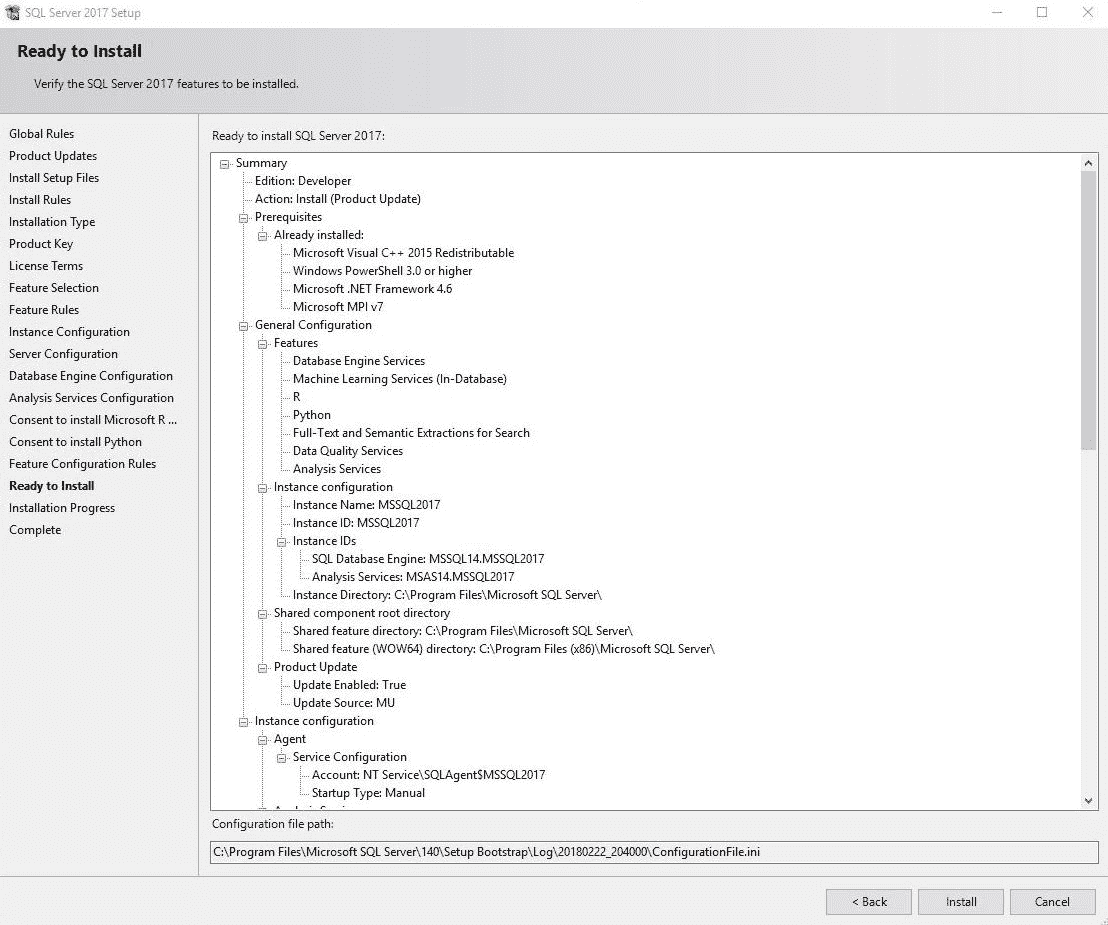 SQL Server 2017 Setup
Ready to Install
Verify the SQL Server 2017 features to be installed.
Global Rules
Product Updates
Install Setup Files
Install Rules
Installation Type
Product Key
License Terms
Feature Selection
Feature Rules
Instance Configuration
Server Configuration
Database Engine Configuration
Analysis Services Configuration
Consent to install Microsoft R ...
Consent to install Python
Feature Configuration Rules
Ready to Install
Installation Progress
Complete
Ready to install SQL Server 2017:
Summary
Edition: Developer
Action: Install (Product Update)
Prerequisites
Already installed:
Microsoft Visual C++ 2015 Redistributable
Windows PowerShell 3.0 or higher
Microsoft .NET Framework 4.6
Microsoft MPI v7
General Configuration
Features
Database Engine Services
Machine Learning Services (In-Database)
R
Python
Full-Text and Semantic Extractions for Search
Data Quality Services
Analysis Services
Instance configuration
Instance Name: MSSQL2017
Instance ID: MSSQL2017
Instance IDs
SQL Database Engine: MSSQL14.MSSQL2017
Analysis Services: MSAS14.MSSQL2017
Instance Directory: C:\Program Files\Microsoft SQL Server\
Shared component root directory
Shared feature directory: C:\Program Files\Microsoft SQL Server\
Shared feature (WOW64) directory: C:\Program Files (x86)\Microsoft SQL Server\
Product Update
Update Enabled: True
Update Source: MU
Instance configuration
Agent
Service Configuration
Account: NT Service\SQLAgent$MSSQL2017
Startup Type: Manual
Configuration file path:
C:\Program Files\Microsoft SQL Server\140\Setup Bootstrap\Log\20180222_204000\ConfigurationFile.ini
< Back
Install
Cancel